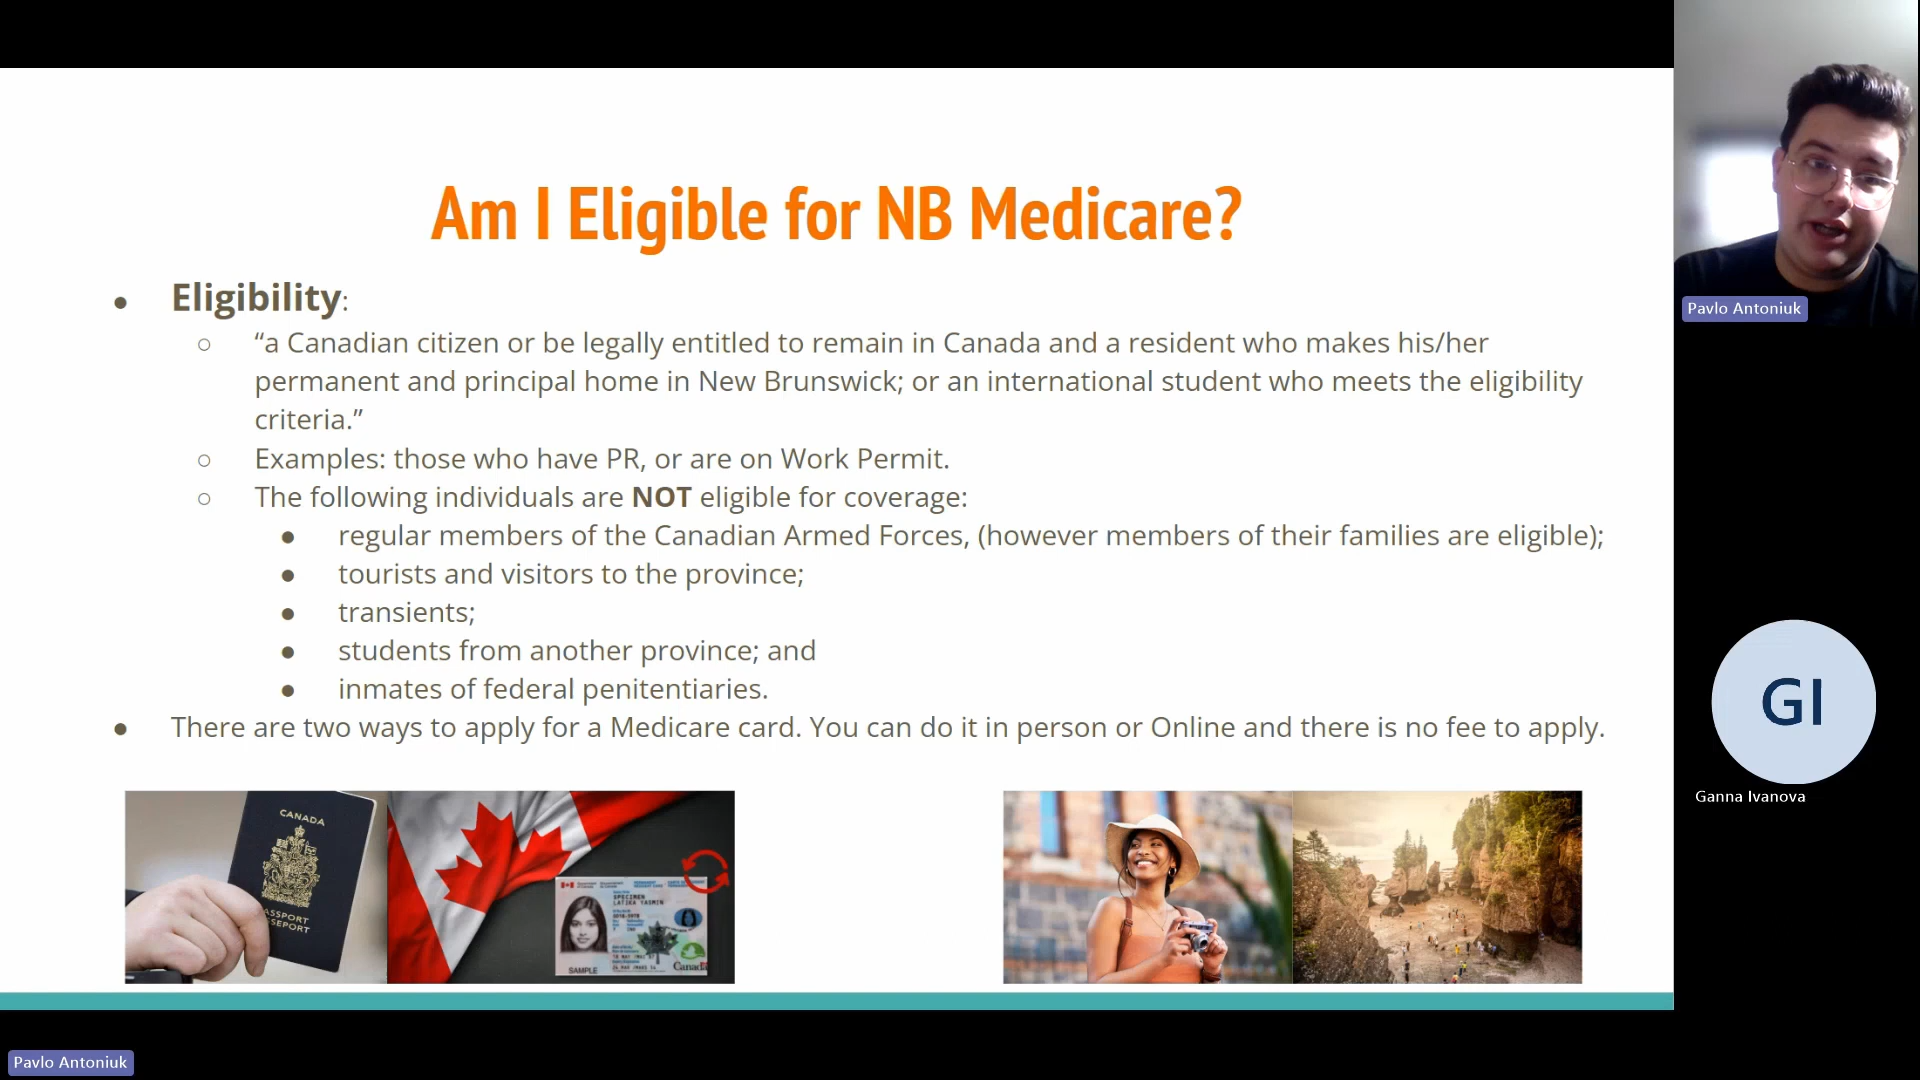 Am I Eligible for NB Medicare?
● Eligibility:
○ “a Canadian citizen or be legally entitled to remain in Canada and a resident who makes his/her
permanent and principal home in New Brunswick; or an international student who meets the eligibility
criteria.”
○ Examples: those who have PR, or are on Work Permit.
○ The following individuals are NOT eligible for coverage:
● regular members of the Canadian Armed Forces, (however members of their families are eligible);
● tourists and visitors to the province;
● transients;
● students from another province; and
● inmates of federal penitentiaries.
● There are two ways to apply for a Medicare card. You can do it in person or Online and there is no fee to apply.
CANADA
SPECIMEN
LATIKA YASMIN
SAMPLE
Canada
Pavlo Antoniuk
GI
Ganna Ivanova
Pavlo Antoniuk